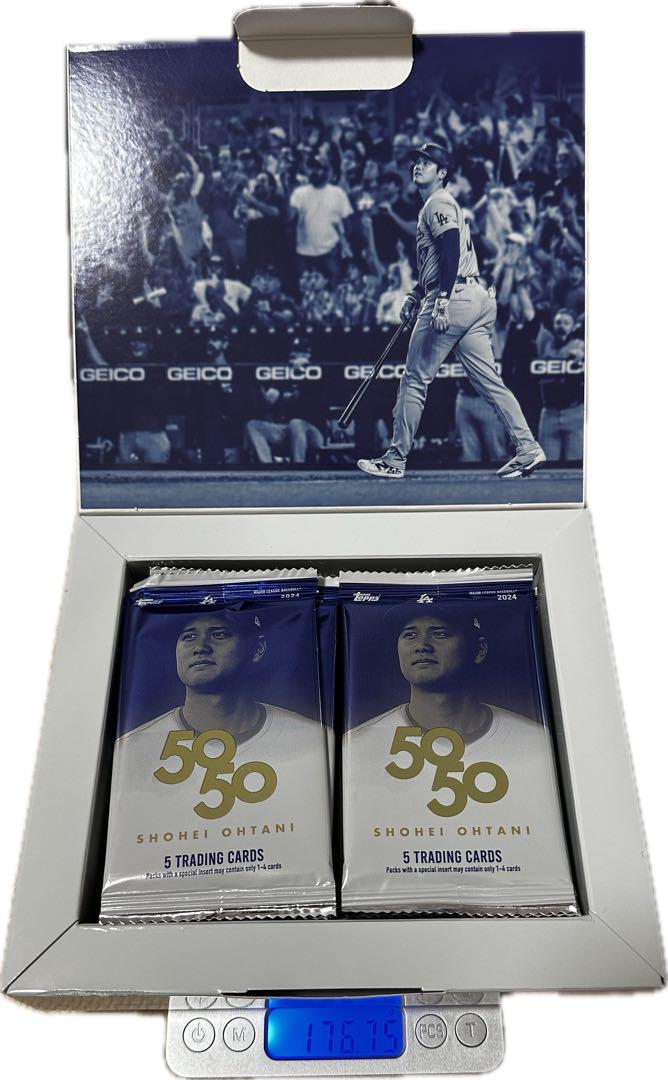 LA
GEICO GEICO GEICO GEICO GEICO GEIC
Topps LA MAJOR LEAGUE BASEBALL® 2024
50
50
SHOHEI OHTANI
5 TRADING CARDS
Packs with a special insert may contain only 1-4 cards
Topps LA MAJOR LEAGUE BASEBALL® 2024
50
50
SHOHEI OHTANI
5 TRADING CARDS
Packs with a special insert may contain only 1-4 cards
M 176.75 PCS T